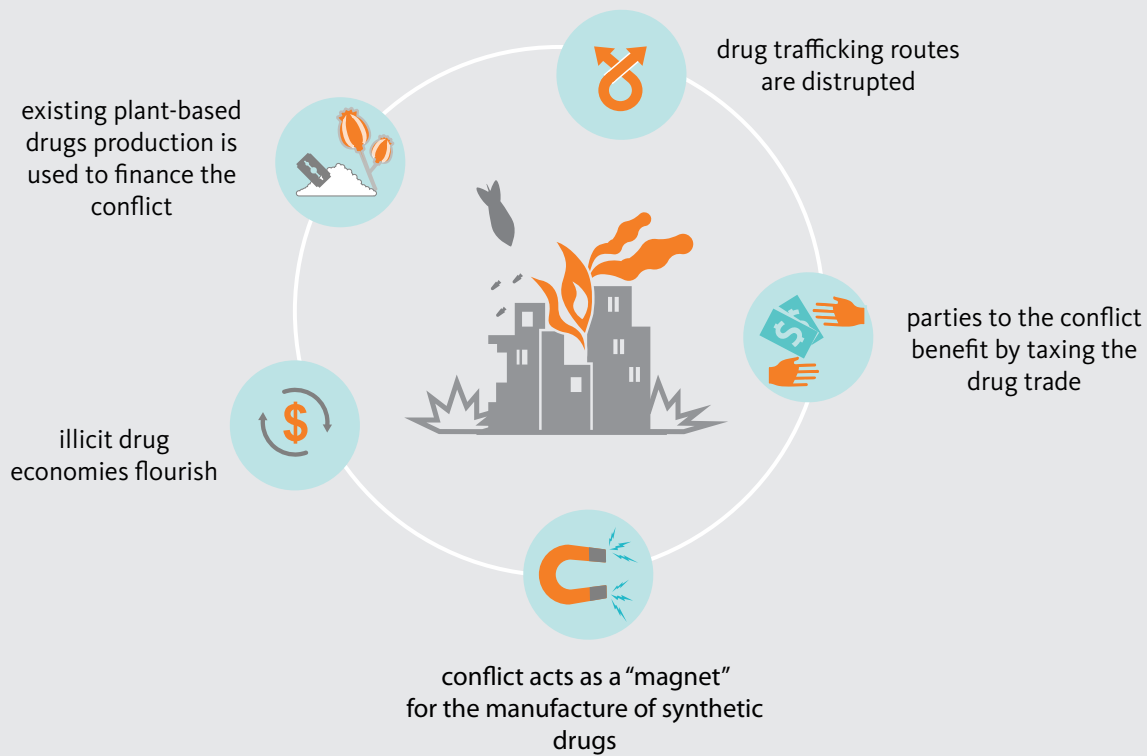 drug trafficking routes
are distrupted
existing plant-based
drugs production is
used to finance the
conflict
$
parties to the conflict
benefit by taxing the
drug trade
illicit drug
economies flourish
$
conflict acts as a “magnet”
for the manufacture of synthetic
drugs